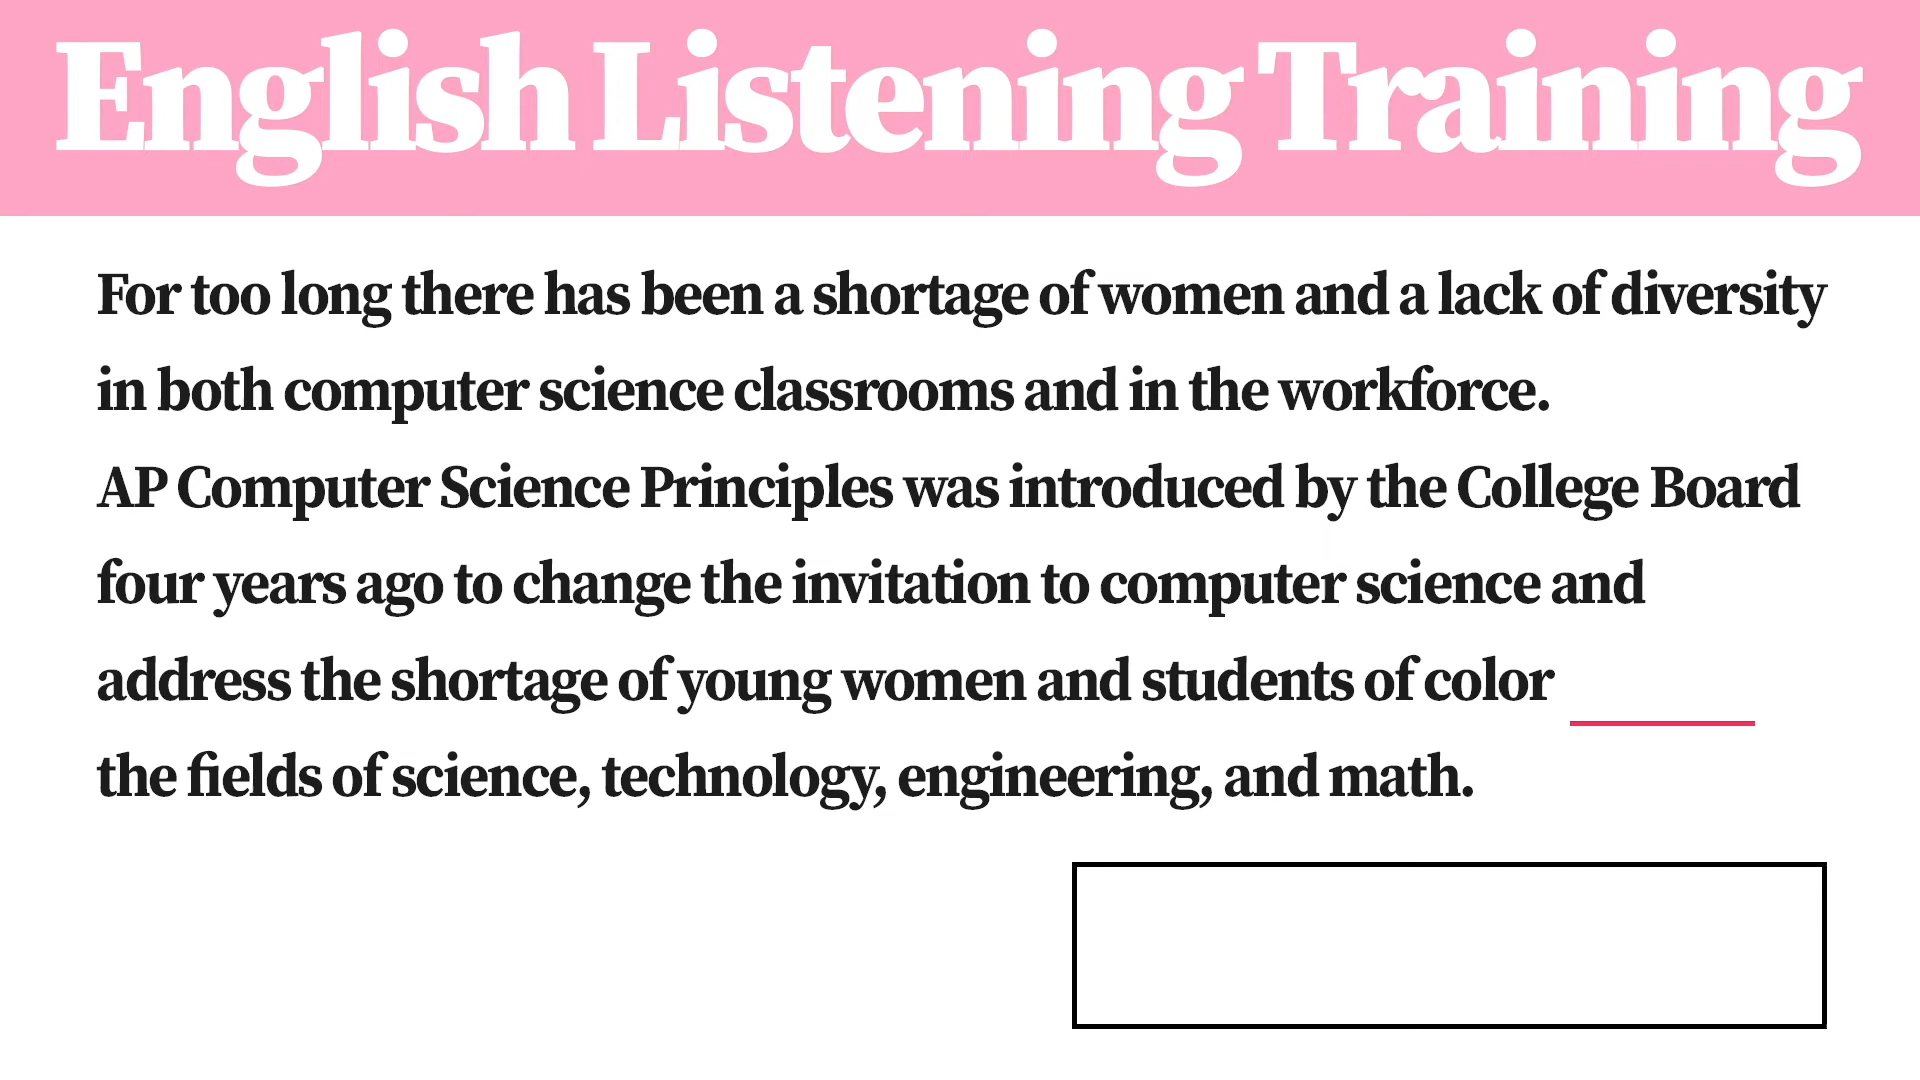 English Listening Training
For too long there has been a shortage of women and a lack of diversity
in both computer science classrooms and in the workforce.
AP Computer Science Principles was introduced by the College Board
four years ago to change the invitation to computer science and
address the shortage of young women and students of color
the fields of science, technology, engineering, and math.